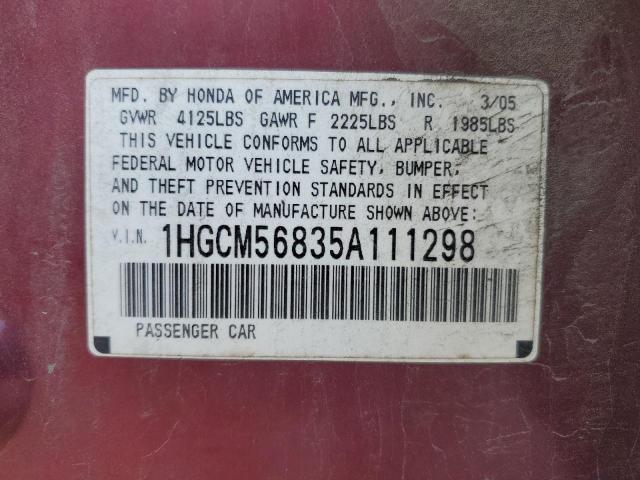 MFD. BY HONDA OF AMERICA MFG., INC. 3/05
GVWR 4125LBS GAWR F 2225LBS R 1985LBS
THIS VEHICLE CONFORMS TO ALL APPLICABLE
FEDERAL MOTOR VEHICLE SAFETY, BUMPER,
AND THEFT PREVENTION STANDARDS IN EFFECT
ON THE DATE OF MANUFACTURE SHOWN ABOVE:
V.I.N. 1HGCM56835A111298
PASSENGER CAR